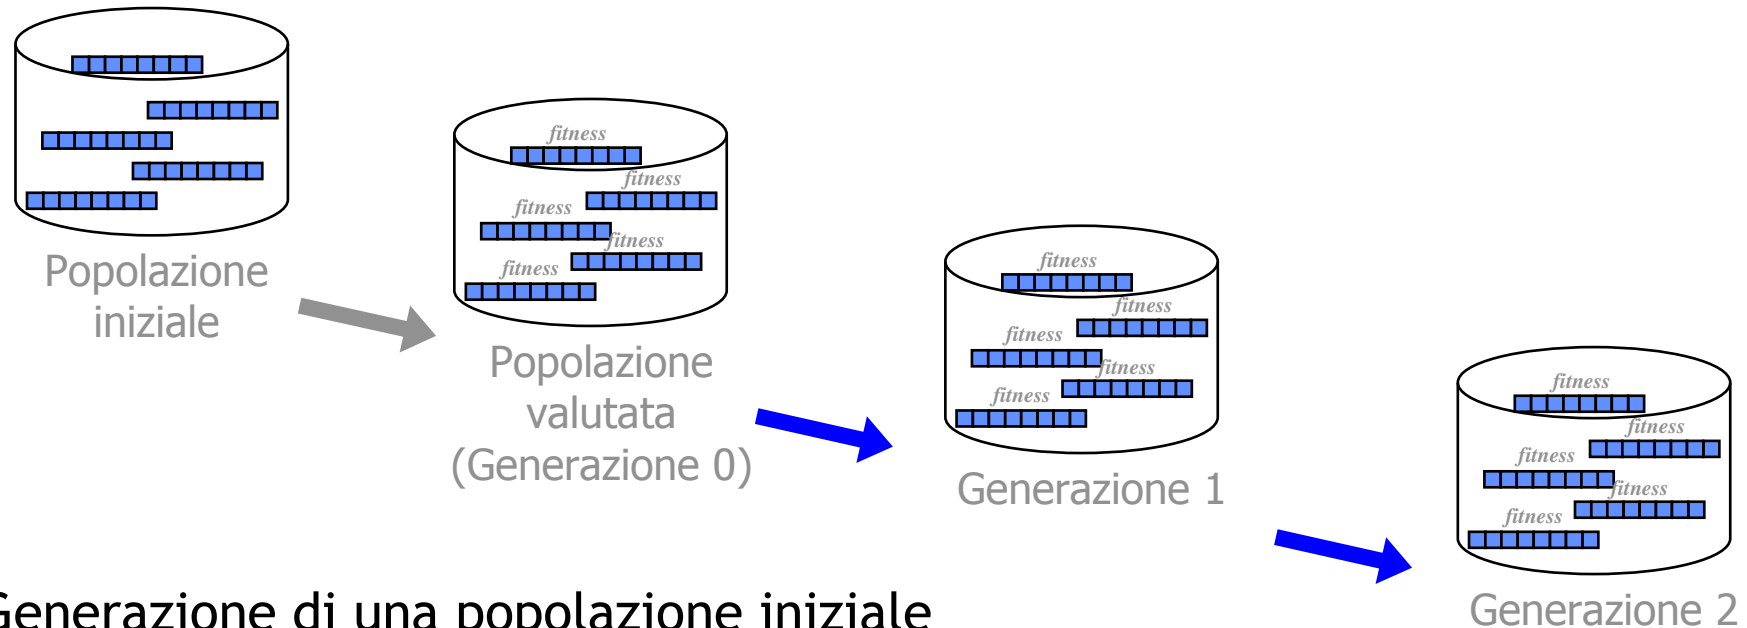 Popolazione
iniziale
fitness
fitness
fitness
fitness
fitness
Popolazione
valutata
(Generazione 0)
fitness
fitness
fitness
fitness
fitness
Generazione 1
fitness
fitness
fitness
fitness
fitness
Generazione 2
Generazione di una popolazione iniziale